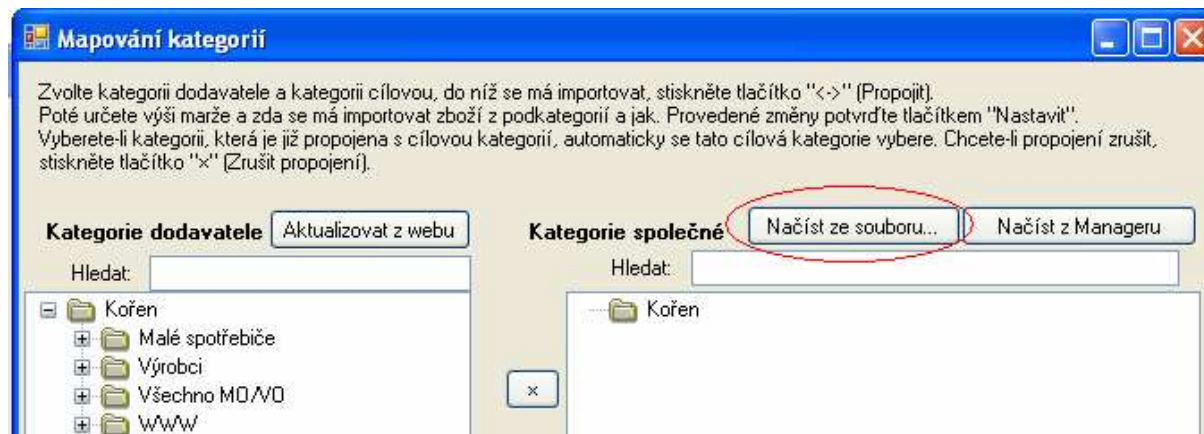 Mapování kategorií
Zvolte kategorii dodavatele a kategorii cílovou, do níž se má importovat, stiskněte tlačítko "<->" (Propojit).
Poté určete výši marže a zda se má importovat zboží z podkategorií a jak. Provedené změny potvrďte tlačítkem "Nastavit".
Vyberete-li kategorii, která je již propojena s cílovou kategorií, automaticky se tato cílová kategorie vybere. Chcete-li propojení zrušit,
stiskněte tlačítko "×" (Zrušit propojení).
Kategorie dodavatele Aktualizovat z webu Kategorie společné Načíst ze souboru... Načíst z Manageru
Hledat: Hledat:
Kořen Kořen
Malé spotřebiče
Výrobci
Všechno MO/VO ×
WWW